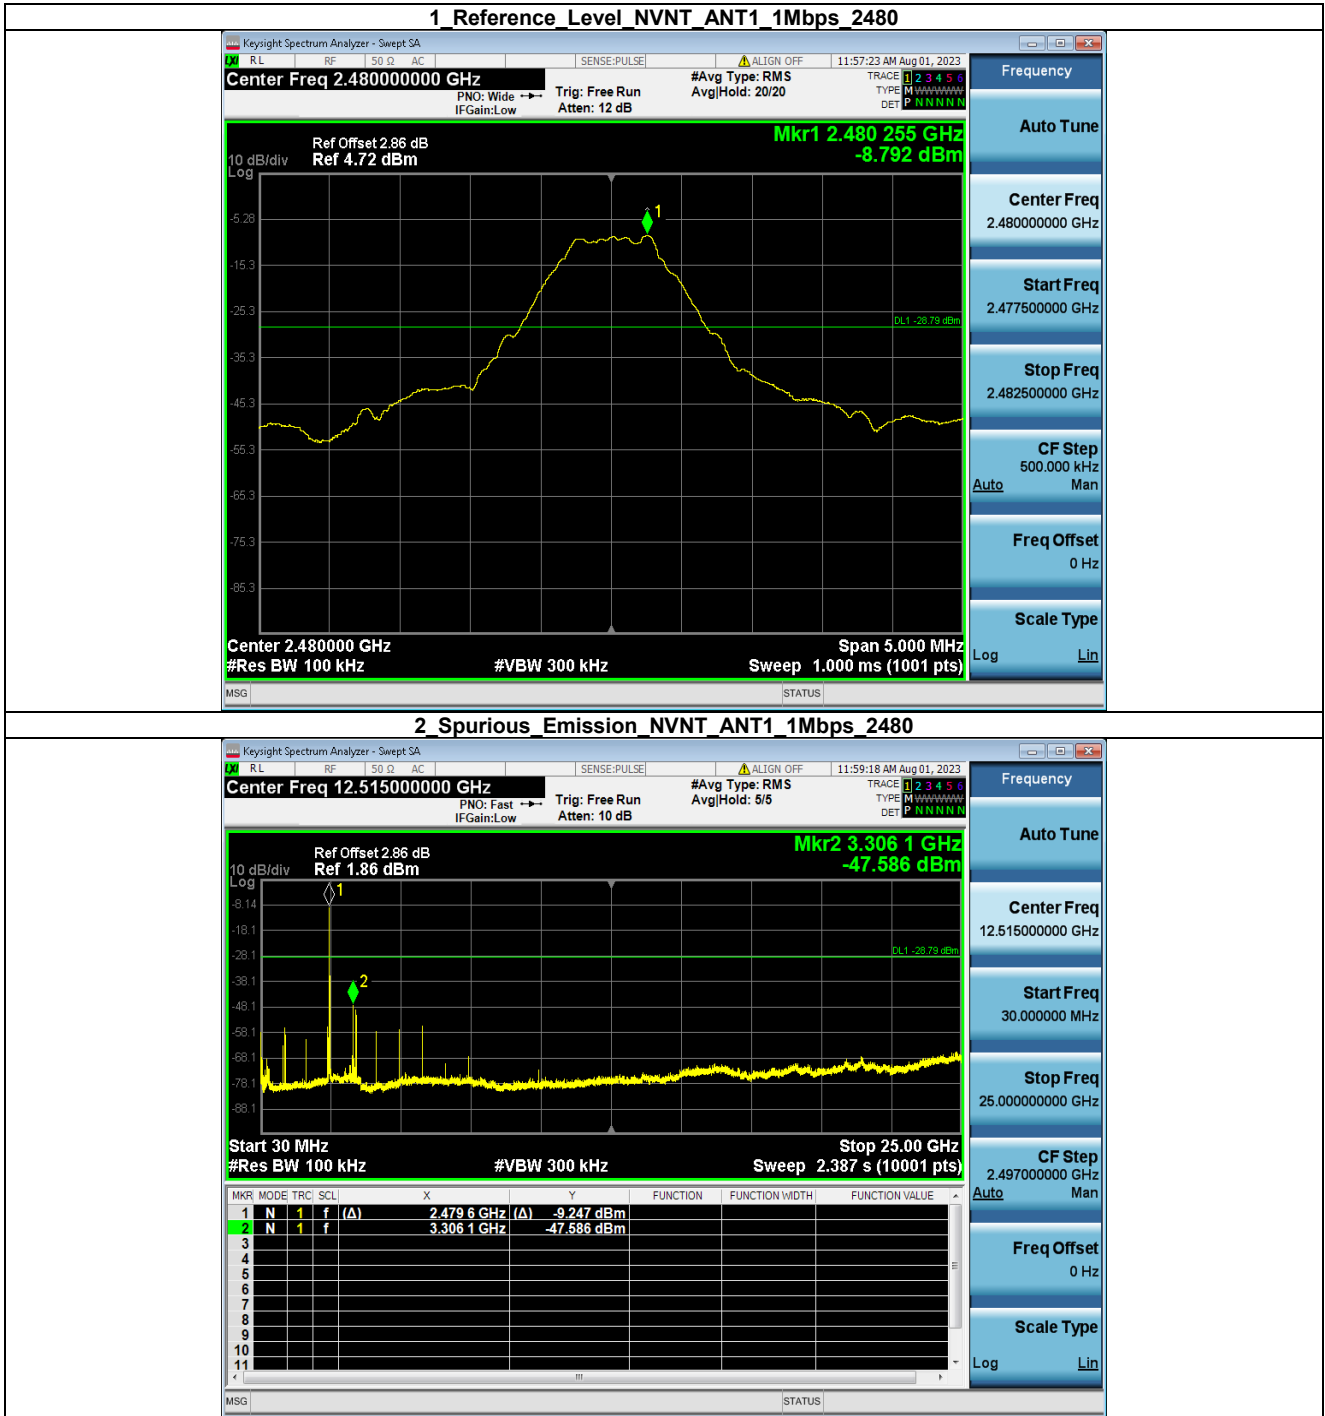 1_Reference_Level_NVNT_ANT1_1Mbps_2480
Keysight Spectrum Analyzer - Swept SA
LXI RL RF 50 Ω AC SENSE:PULSE ALIGN OFF 11:57:23 AM Aug 01, 2023
Center Freq 2.480000000 GHz
PNO: Wide
IFGain:Low
Trig: Free Run
Atten: 12 dB
#Avg Type: RMS
Avg|Hold: 20/20
TRACE 1 2 3 4 5 6
TYPE M WWWWW
DET P N N N N N
Mkr1 2.480 255 GHz
-8.792 dBm
Ref Offset 2.86 dB
10 dB/div Ref 4.72 dBm
Log
1
-5.28
-15.3
-25.3
DL1 -28.79 dBm
-35.3
-45.3
-55.3
-65.3
-75.3
-85.3
Center 2.480000 GHz Span 5.000 MHz
#Res BW 100 kHz #VBW 300 kHz Sweep 1.000 ms (1001 pts)
MSG STATUS
Frequency
Auto Tune
Center Freq
2.480000000 GHz
Start Freq
2.477500000 GHz
Stop Freq
2.482500000 GHz
CF Step
500.000 kHz
Auto Man
Freq Offset
0 Hz
Scale Type
Log Lin
2_Spurious_Emission_NVNT_ANT1_1Mbps_2480
Keysight Spectrum Analyzer - Swept SA
LXI RL RF 50 Ω AC SENSE:PULSE ALIGN OFF 11:59:18 AM Aug 01, 2023
Center Freq 12.515000000 GHz
PNO: Fast
IFGain:Low
Trig: Free Run
Atten: 10 dB
#Avg Type: RMS
Avg|Hold: 5/5
TRACE 1 2 3 4 5 6
TYPE M WWWWW
DET P N N N N N
Mkr2 3.306 1 GHz
-47.586 dBm
Ref Offset 2.86 dB
10 dB/div Ref 1.86 dBm
Log
1
-8.14
-18.1
DL1 -28.79 dBm
-28.1
-38.1
2
-48.1
-58.1
-68.1
-78.1
-88.1
Start 30 MHz Stop 25.00 GHz
#Res BW 100 kHz #VBW 300 kHz Sweep 2.387 s (10001 pts)
MKR MODE TRC SCL X Y FUNCTION FUNCTION WIDTH FUNCTION VALUE
1 N 1 f (Δ) 2.479 6 GHz (Δ) -9.247 dBm
2 N 1 f 3.306 1 GHz -47.586 dBm
3
4
5
6
7
8
9
10
11
MSG STATUS
Frequency
Auto Tune
Center Freq
12.515000000 GHz
Start Freq
30.000000 MHz
Stop Freq
25.000000000 GHz
CF Step
2.497000000 GHz
Auto Man
Freq Offset
0 Hz
Scale Type
Log Lin